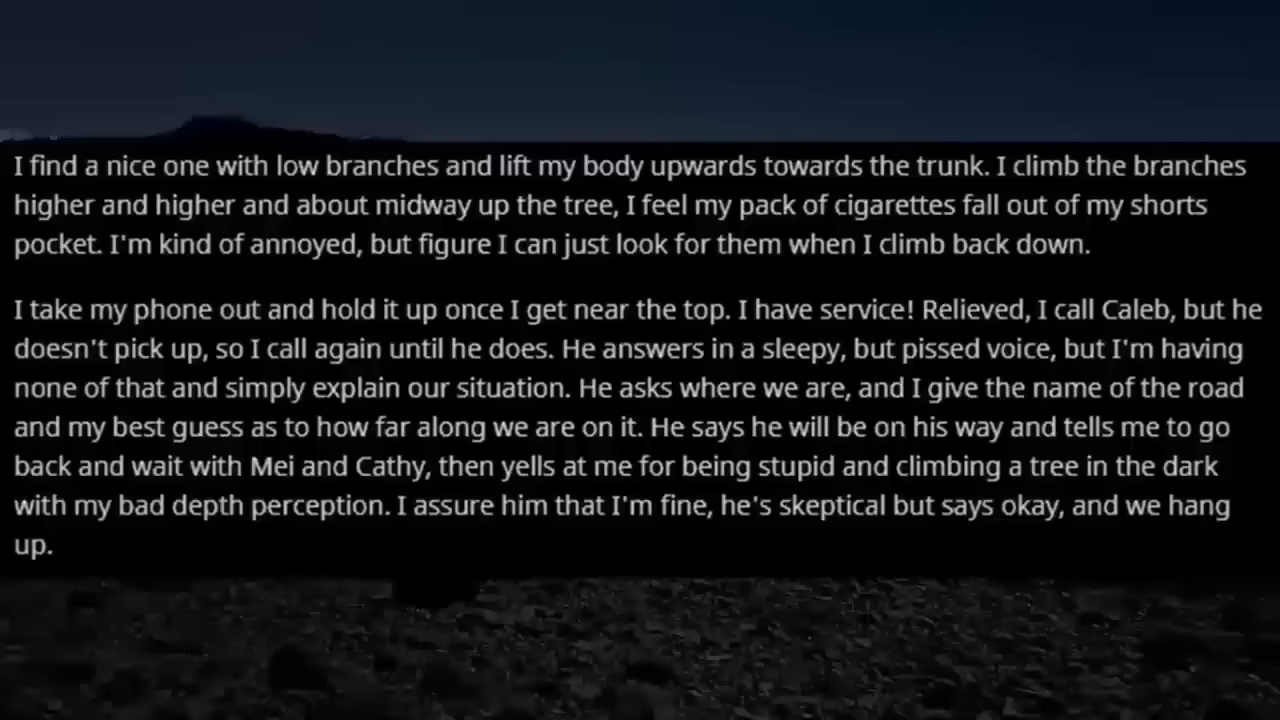 I find a nice one with low branches and lift my body upwards towards the trunk. I climb the branches
higher and higher and about midway up the tree, I feel my pack of cigarettes fall out of my shorts
pocket. I'm kind of annoyed, but figure I can just look for them when I climb back down.
I take my phone out and hold it up once I get near the top. I have service! Relieved, I call Caleb, but he
doesn't pick up, so I call again until he does. He answers in a sleepy, but pissed voice, but I'm having
none of that and simply explain our situation. He asks where we are, and I give the name of the road
and my best guess as to how far along we are on it. He says he will be on his way and tells me to go
back and wait with Mei and Cathy, then yells at me for being stupid and climbing a tree in the dark
with my bad depth perception. I assure him that I'm fine, he's skeptical but says okay, and we hang
up.